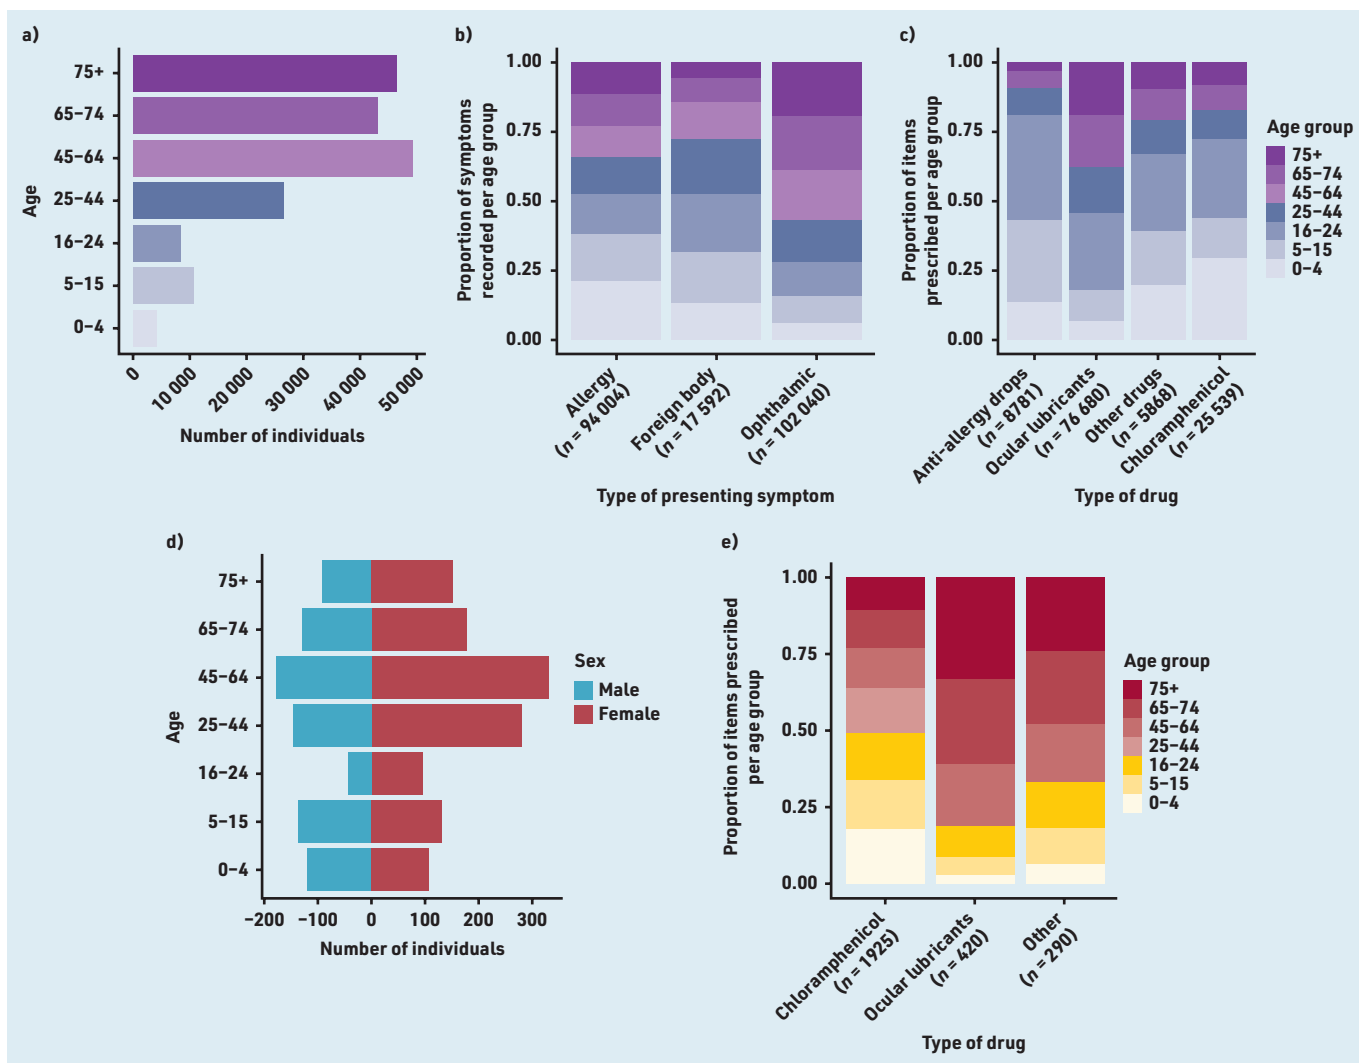 a)
75+
65–74
45–64
25–44
16–24
5–15
0–4
Age
0
10 000
20 000
30 000
40 000
50 000
Number of individuals
b)
1.00
0.75
0.50
0.25
0.00
Proportion of symptoms
recorded per age group
Allergy
(n = 94 004)
Foreign body
(n = 17 592)
Ophthalmic
(n = 102 040)
Type of presenting symptom
c)
1.00
0.75
0.50
0.25
0.00
Proportion of items
prescribed per age group
Anti-allergy drops
(n = 8781)
Ocular lubricants
(n = 76 680)
Other drugs
(n = 5868)
Chloramphenicol
(n = 25 539)
Type of drug
Age group
75+
65–74
45–64
25–44
16–24
5–15
0–4
d)
75+
65–74
45–64
25–44
16–24
5–15
0–4
Age
–200
–100
0
100
200
300
Number of individuals
Sex
Male
Female
e)
1.00
0.75
0.50
0.25
0.00
Proportion of items prescribed
per age group
Chloramphenicol
(n = 1925)
Ocular lubricants
(n = 420)
Other
(n = 290)
Type of drug
Age group
75+
65–74
45–64
25–44
16–24
5–15
0–4